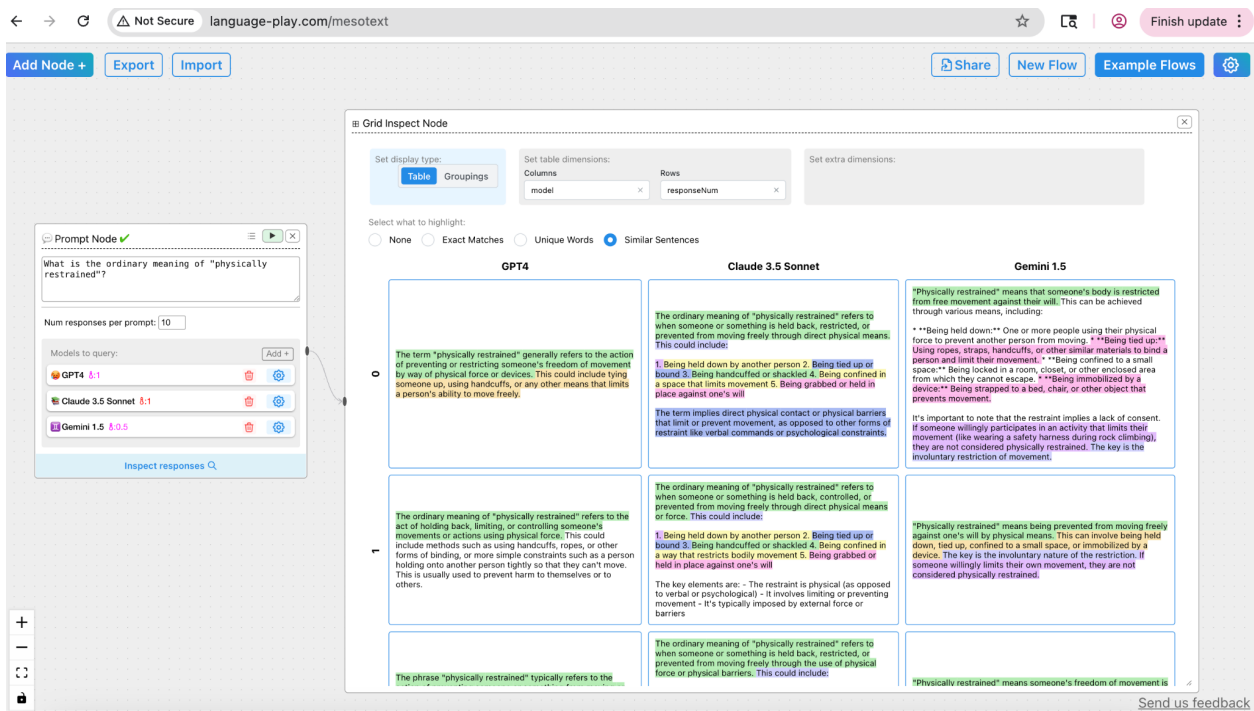 Not Secure language-play.com/mesotext Finish update
Add Node + Export Import Share New Flow Example Flows
Prompt Node
What is the ordinary meaning of "physically
restrained"?
Num responses per prompt: 10
Models to query: Add +
GPT4 🌡:1
Claude 3.5 Sonnet 🌡:1
Gemini 1.5 🌡:0.5
Inspect responses
Grid Inspect Node
Set display type:
Table Groupings
Set table dimensions:
Columns Rows
model × responseNum ×
Set extra dimensions:
Select what to highlight:
None Exact Matches Unique Words Similar Sentences
GPT4 Claude 3.5 Sonnet Gemini 1.5
0
The term "physically restrained" generally refers to the action
of preventing or restricting someone's freedom of movement
by way of physical force or devices. This could include tying
someone up, using handcuffs, or any other means that limits
a person's ability to move freely.
The ordinary meaning of "physically restrained" refers to
when someone or something is held back, restricted, or
prevented from moving freely through direct physical means.
This could include:
1. Being held down by another person 2. Being tied up or
bound 3. Being handcuffed or shackled 4. Being confined in
a space that limits movement 5. Being grabbed or held in
place against one's will
The term implies direct physical contact or physical barriers
that limit or prevent movement, as opposed to other forms of
restraint like verbal commands or psychological constraints.
"Physically restrained" means that someone's body is restricted
from free movement against their will. This can be achieved
through various means, including:
* **Being held down:** One or more people using their physical
force to prevent another person from moving. * **Being tied up:**
Using ropes, straps, handcuffs, or other similar materials to bind a
person and limit their movement. * **Being confined to a small
space:** Being locked in a room, closet, or other enclosed area
from which they cannot escape. * **Being immobilized by a
device:** Being strapped to a bed, chair, or other object that
prevents movement.
It's important to note that the restraint implies a lack of consent.
If someone willingly participates in an activity that limits their
movement (like wearing a safety harness during rock climbing),
they are not considered physically restrained. The key is the
involuntary restriction of movement.
1
The ordinary meaning of "physically restrained" refers to the
act of holding back, limiting, or controlling someone's
movements or actions using physical force. This could
include methods such as using handcuffs, ropes, or other
forms of binding, or more simple constraints such as a person
holding onto another person tightly so that they can't move.
This is usually used to prevent harm to themselves or to
others.
The ordinary meaning of "physically restrained" refers to
when someone or something is held back, controlled, or
prevented from moving freely through direct physical means
or force. This could include:
1. Being held down by another person 2. Being tied up or
bound 3. Being handcuffed or shackled 4. Being confined in
a way that restricts bodily movement 5. Being grabbed or
held in place against one's will
The key elements are: - The restraint is physical (as opposed
to verbal or psychological) - It involves limiting or preventing
movement - It's typically imposed by external force or
barriers
"Physically restrained" means being prevented from moving freely
against one's will by physical means. This can involve being held
down, tied up, confined to a small space, or immobilized by a
device. The key is the involuntary nature of the restriction. If
someone willingly limits their own movement, they are not
considered physically restrained.
The phrase "physically restrained" typically refers to the
The ordinary meaning of "physically restrained" refers to
when someone or something is held back, restricted, or
prevented from moving freely through the use of physical
force or physical barriers. This could include:
"Physically restrained" means someone's freedom of movement is
Send us feedback